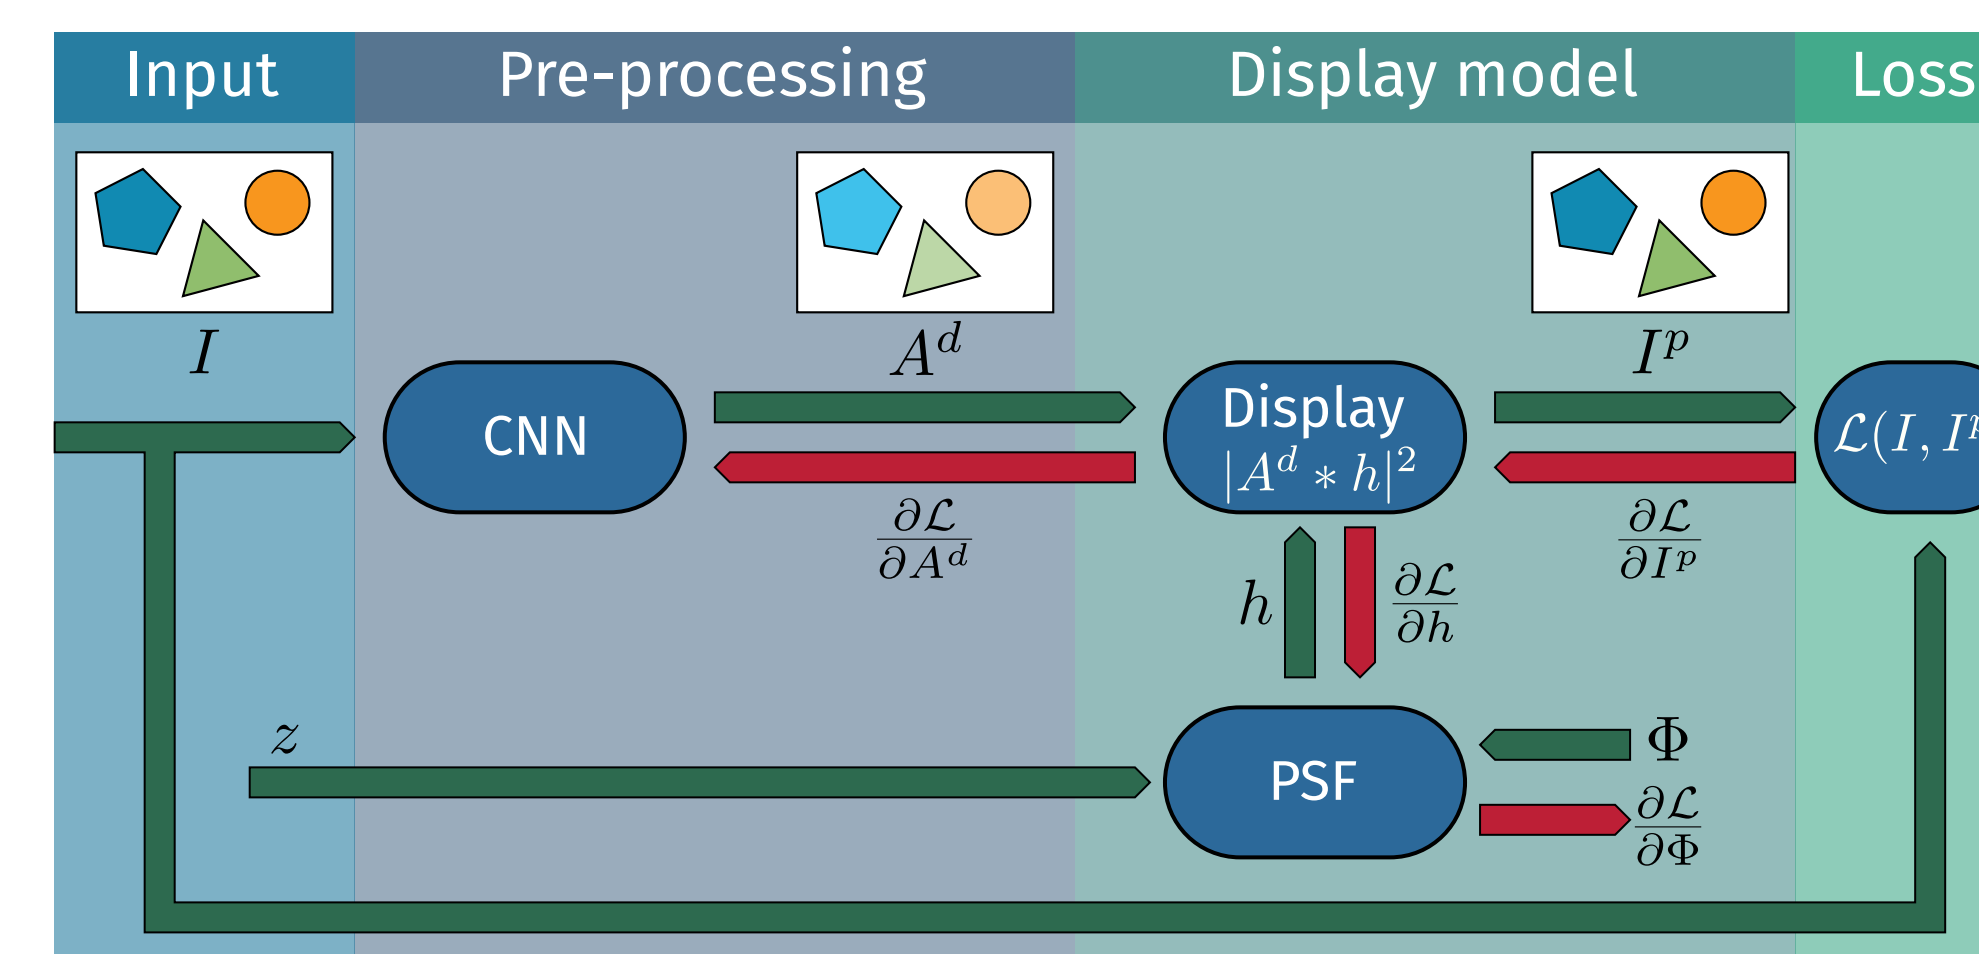 Input
Pre-processing
Display model
Loss
I
A^d
I^p
CNN
Display
|A^d * h|^2
ℒ(I, I^p
∂ℒ/∂A^d
∂ℒ/∂I^p
h
∂ℒ/∂h
z
PSF
Φ
∂ℒ/∂Φ